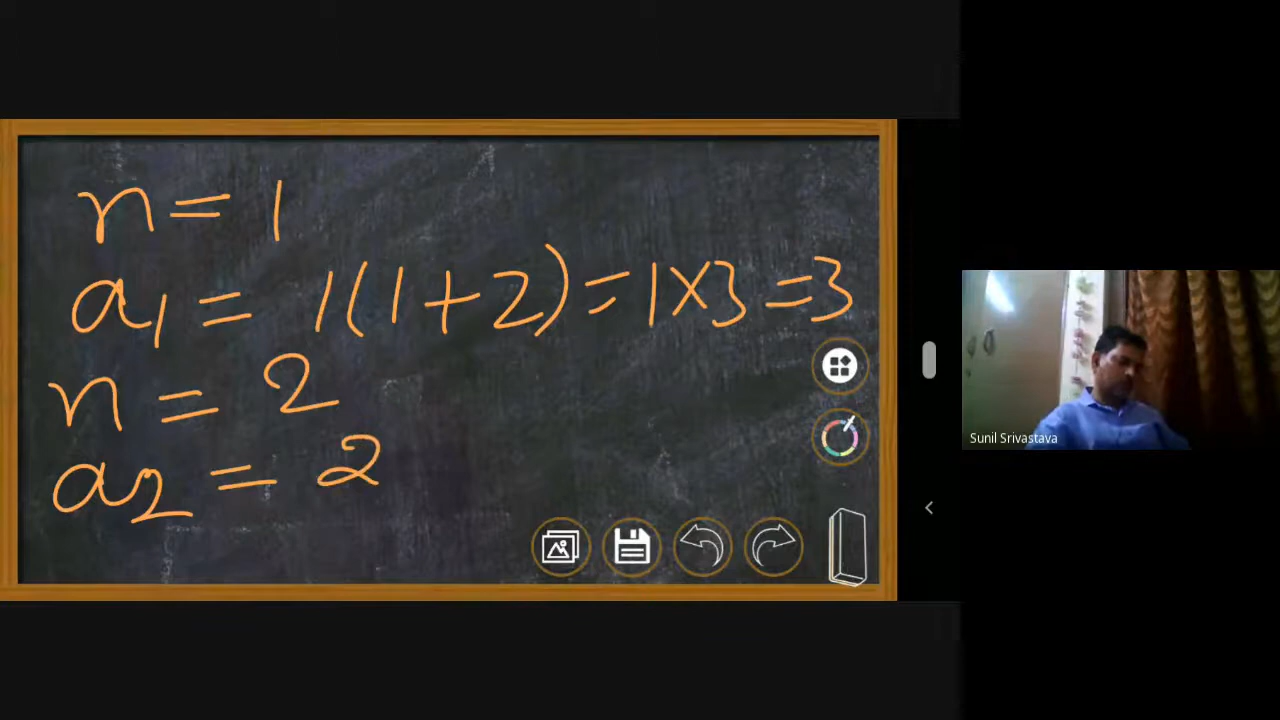 n = 1
a1 = 1(1+2) = 1×3 = 3
n = 2
a2 = 2
Sunil Srivastava